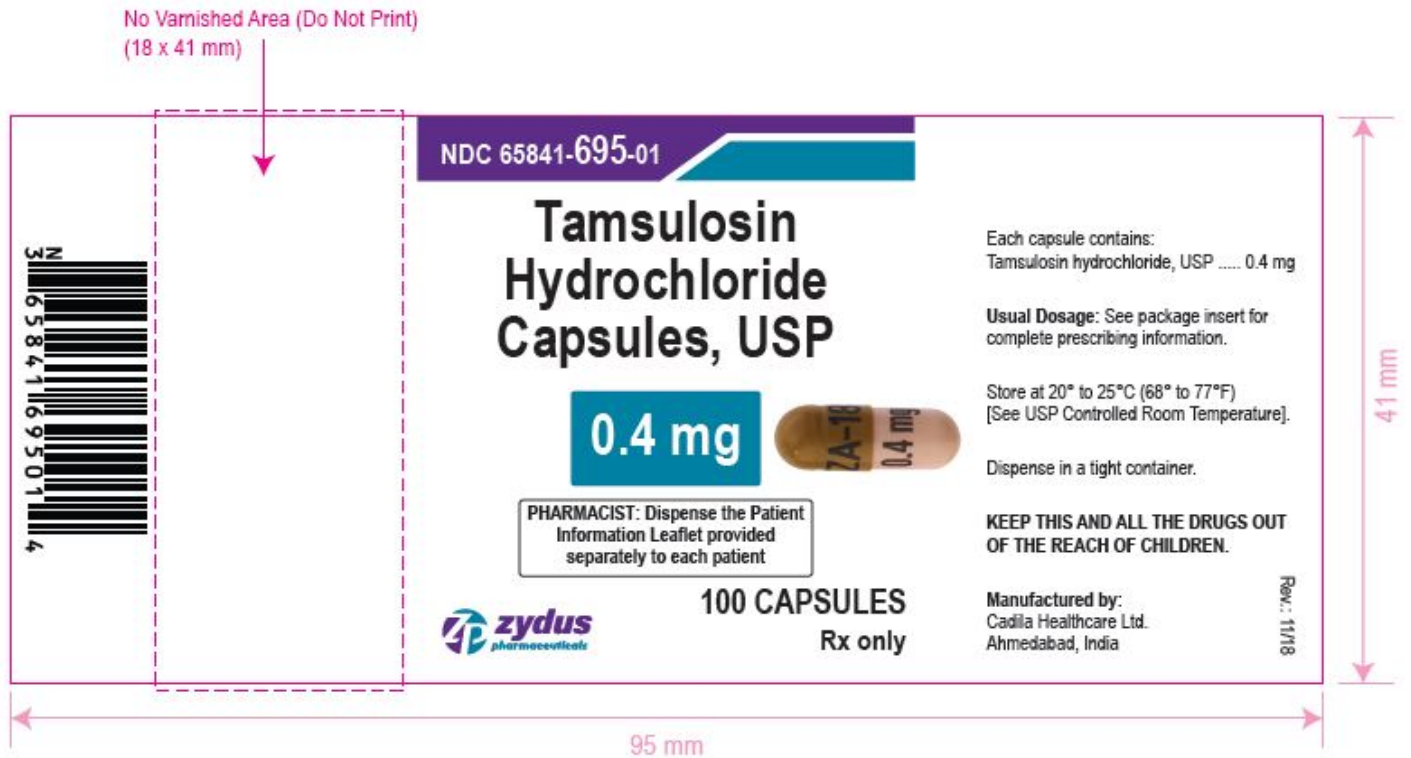 No Varnished Area (Do Not Print)
(18 x 41 mm)
N
3 65841 69501 4
NDC 65841-695-01
Tamsulosin
Hydrochloride
Capsules, USP
0.4 mg
ZA-18
0.4 mg
PHARMACIST: Dispense the Patient
Information Leaflet provided
separately to each patient
zydus
pharmaceuticals
100 CAPSULES
Rx only
Each capsule contains:
Tamsulosin hydrochloride, USP ..... 0.4 mg
Usual Dosage: See package insert for
complete prescribing information.
Store at 20° to 25°C (68° to 77°F)
[See USP Controlled Room Temperature].
Dispense in a tight container.
KEEP THIS AND ALL THE DRUGS OUT
OF THE REACH OF CHILDREN.
Manufactured by:
Cadila Healthcare Ltd.
Ahmedabad, India
Rev.: 11/18
41 mm
95 mm